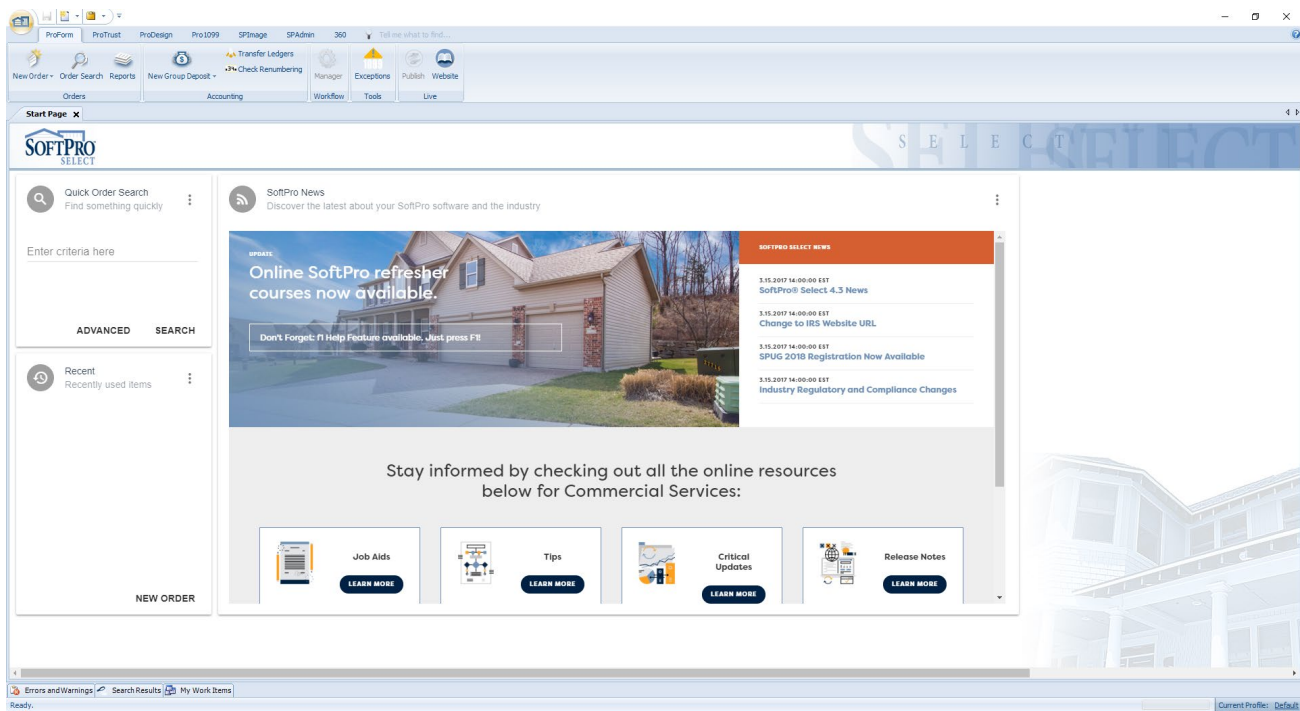 ProForm ProTrust ProDesign Pro1099 SPImage SPAdmin 360 Tell me what to find...
New Order Order Search Reports New Group Deposit Transfer Ledgers
Check Renumbering
Manager Exceptions Publish Website
Orders Accounting Workflow Tools Live
Start Page X
SOFTPRO
SELECT
SELECT
SELECT
Quick Order Search
Find something quickly
Enter criteria here
ADVANCED SEARCH
Recent
Recently used items
NEW ORDER
SoftPro News
Discover the latest about your SoftPro software and the industry
UPDATE
Online SoftPro refresher
courses now available.
Don't Forget: f1 Help Feature available. Just press F1!
SOFTPRO SELECT NEWS
3.15.2017 14:00:00 EST
SoftPro® Select 4.3 News
3.15.2017 14:00:00 EST
Change to IRS Website URL
3.15.2017 14:00:00 EST
SPUG 2018 Registration Now Available
3.15.2017 14:00:00 EST
Industry Regulatory and Compliance Changes
Stay informed by checking out all the online resources
below for Commercial Services:
Job Aids
LEARN MORE
Tips
LEARN MORE
Critical
Updates
LEARN MORE
Release Notes
LEARN MORE
Errors and Warnings Search Results My Work Items
Ready. Current Profile: Default